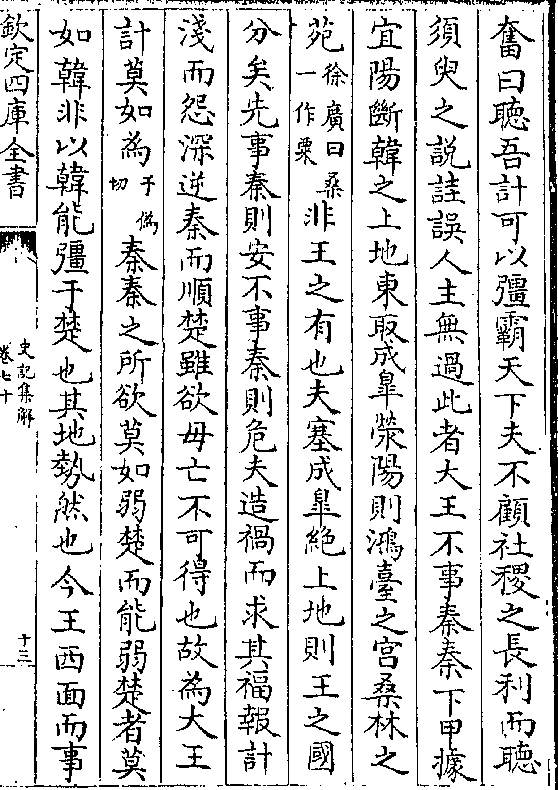 奮曰聽吾計可以彊霸天下夫不顧社稷之長利而聽
須臾之說詿誤人主無過此者大王不事秦秦下甲據
宜陽斷韓之上地東取成臯滎陽則鴻臺之宫桑林之
苑徐廣曰桑一作栗非王之有也夫塞成臯絶上地則王之國
分矣先事秦則安不事秦則危夫造禍而求其福報計
淺而怨深逆秦而順楚雖欲毋亡不可得也故為大王
計莫如為于偽切秦秦之所欲莫如弱楚而能弱楚者莫
如韓非以韓能彊于楚也其地勢然也今王西面而事
欽定四庫全書
史記集解
卷七十
十三